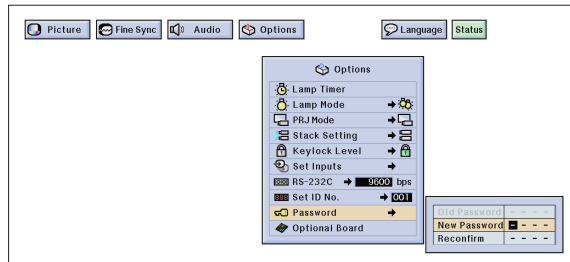 Picture Fine Sync Audio Options Language Status
Options
Lamp Timer
Lamp Mode
PRJ Mode
Stack Setting
Keylock Level
Set Inputs
RS-232C 9600 bps
Set ID No. 001
Password
Optional Board
Old Password - - - -
New Password - - - -
Reconfirm - - - -